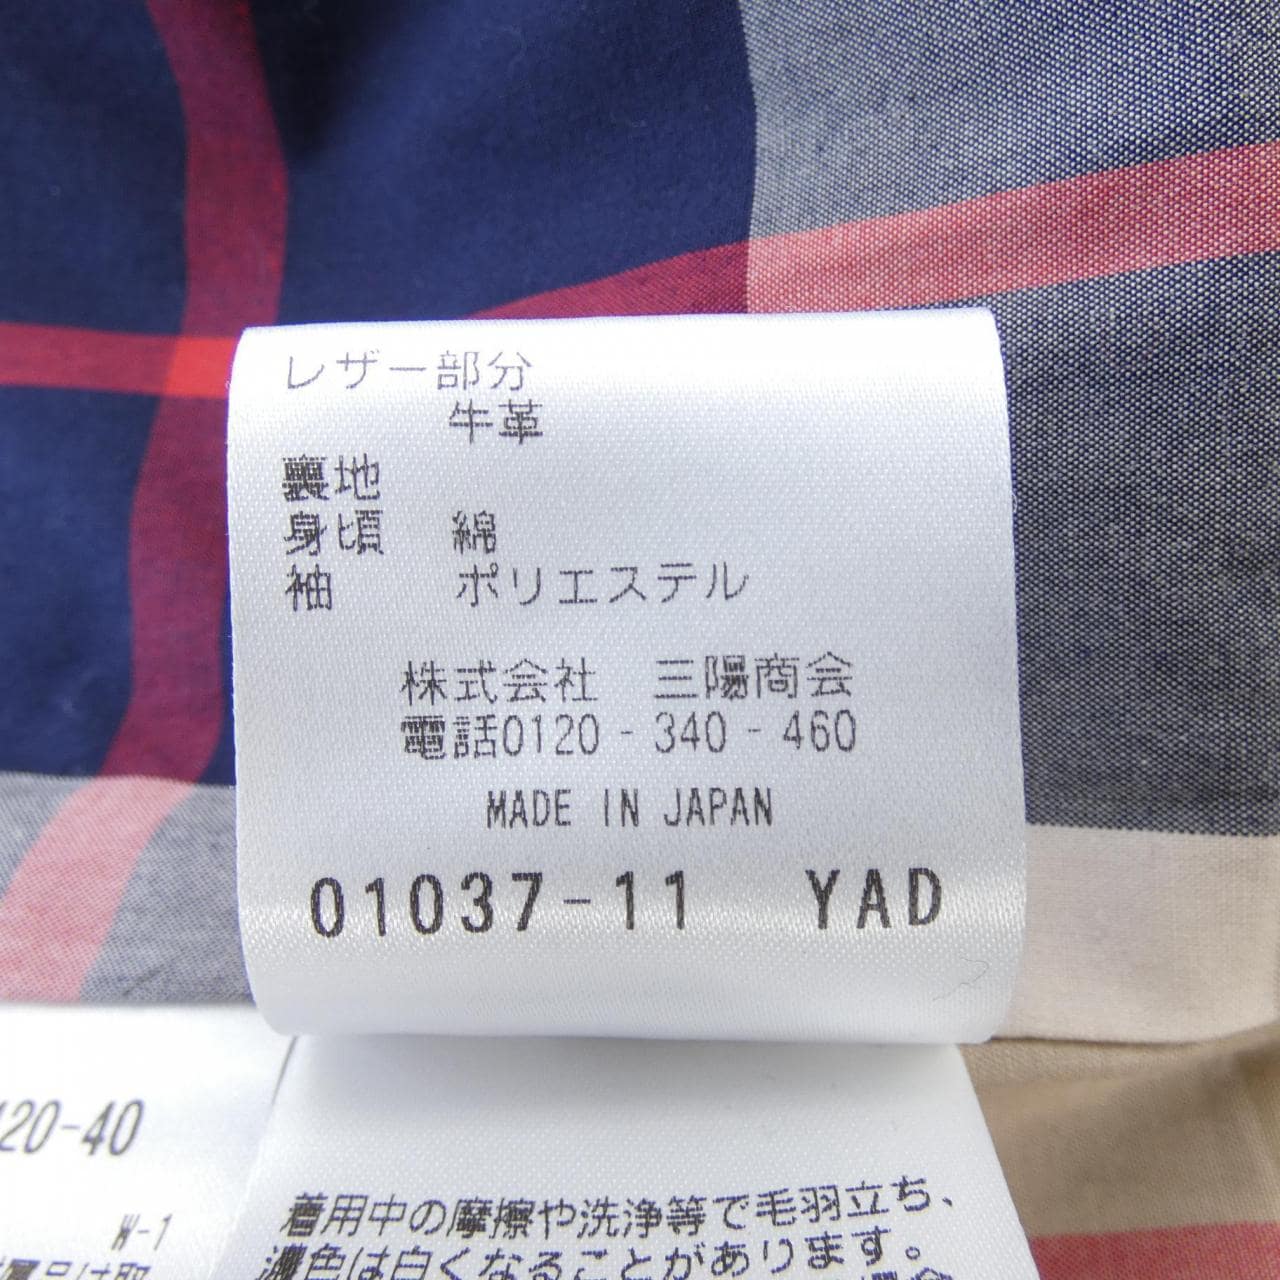 レザー部分
牛革
裏地
身頃 綿
袖 ポリエステル
株式会社 三陽商会
電話0120-340-460
MADE IN JAPAN
01037-11 YAD
20-40
W-1
着用中の摩擦や洗浄等で毛羽立ち、
濃色は白くなることがあります。